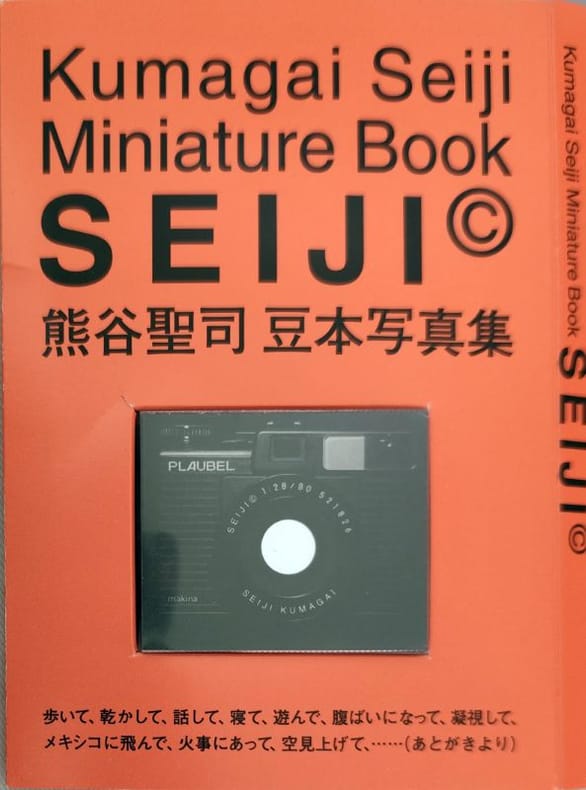 Kumagai Seiji
Miniature Book
SEIJI©
熊谷聖司 豆本写真集
PLAUBEL
SEIJI© 1:28/80 521826
makina
SEIJI KUMAGAI
歩いて、乾かして、話して、寝て、遊んで、腹ばいになって、凝視して、
メキシコに飛んで、火事にあって、空見上げて、……(あとがきより)
Kumagai Seiji Miniature Book SEIJI©